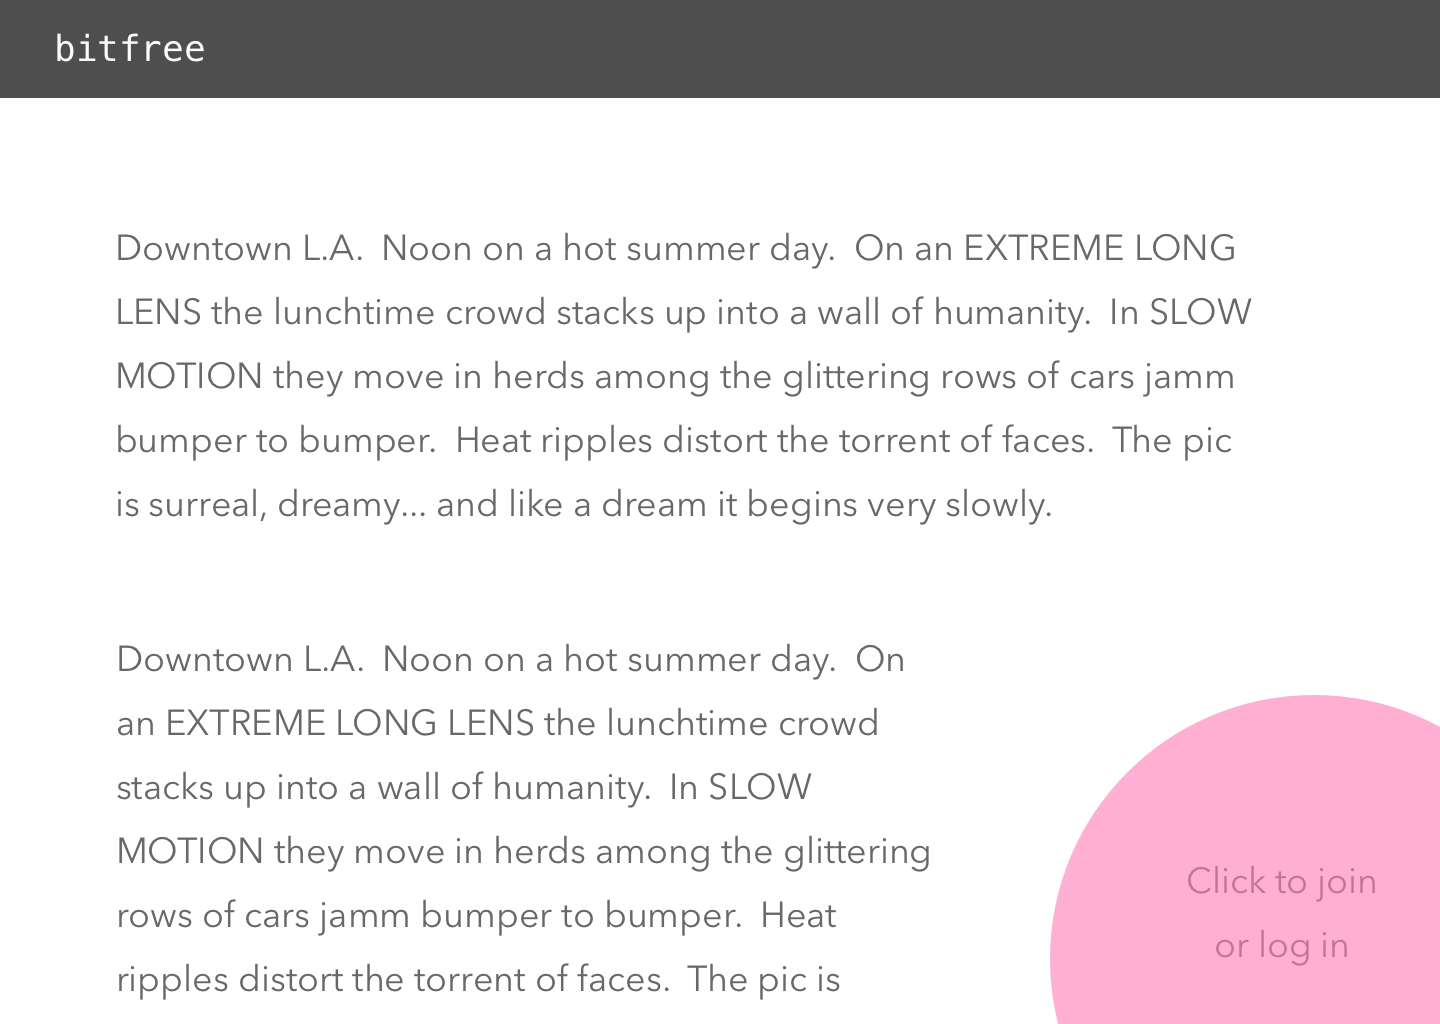 bitfree
Downtown L.A.  Noon on a hot summer day.  On an EXTREME LONG
LENS the lunchtime crowd stacks up into a wall of humanity.  In SLOW
MOTION they move in herds among the glittering rows of cars jamm
bumper to bumper.  Heat ripples distort the torrent of faces.  The pic
is surreal, dreamy... and like a dream it begins very slowly.
Downtown L.A.  Noon on a hot summer day.  On
an EXTREME LONG LENS the lunchtime crowd
stacks up into a wall of humanity.  In SLOW
MOTION they move in herds among the glittering
rows of cars jamm bumper to bumper.  Heat
ripples distort the torrent of faces.  The pic is
Click to join
or log in